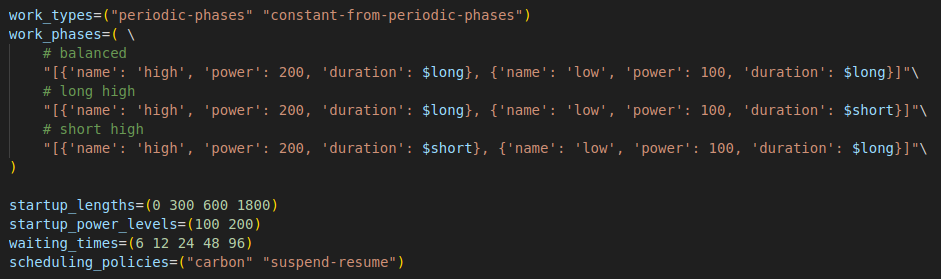 work_types=("periodic-phases" "constant-from-periodic-phases")
work_phases=( \
    # balanced
    "[{'name': 'high', 'power': 200, 'duration': $long}, {'name': 'low', 'power': 100, 'duration': $long}]"\
    # long high
    "[{'name': 'high', 'power': 200, 'duration': $long}, {'name': 'low', 'power': 100, 'duration': $short}]"\
    # short high
    "[{'name': 'high', 'power': 200, 'duration': $short}, {'name': 'low', 'power': 100, 'duration': $long}]"\
)

startup_lengths=(0 300 600 1800)
startup_power_levels=(100 200)
waiting_times=(6 12 24 48 96)
scheduling_policies=("carbon" "suspend-resume")